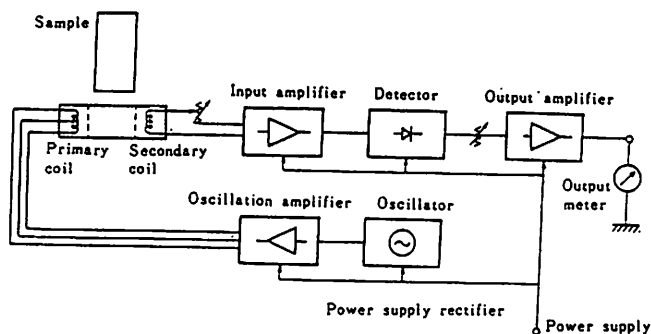 Sample
Input amplifier
Detector
Output amplifier
Primary
coil
Secondary
coil
Output
meter
Oscillation amplifier
Oscillator
Power supply rectifier
Power supply